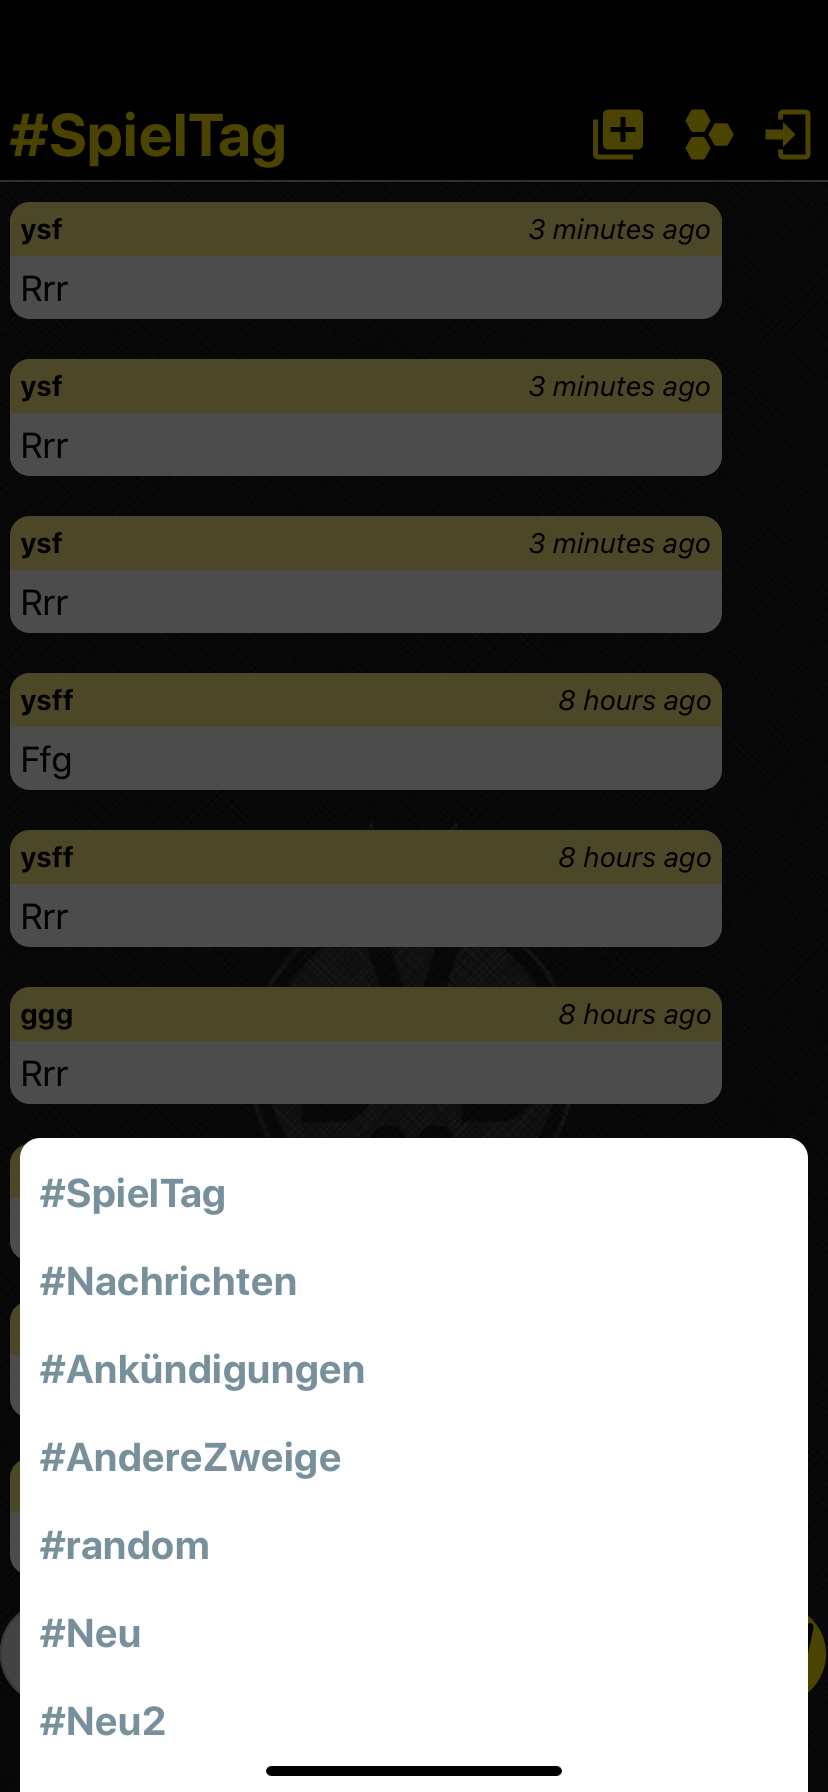 #SpielTag
ysf 3 minutes ago
Rrr
ysf 3 minutes ago
Rrr
ysf 3 minutes ago
Rrr
ysff 8 hours ago
Ffg
ysff 8 hours ago
Rrr
ggg 8 hours ago
Rrr
#SpielTag
#Nachrichten
#Ankündigungen
#AndereZweige
#random
#Neu
#Neu2